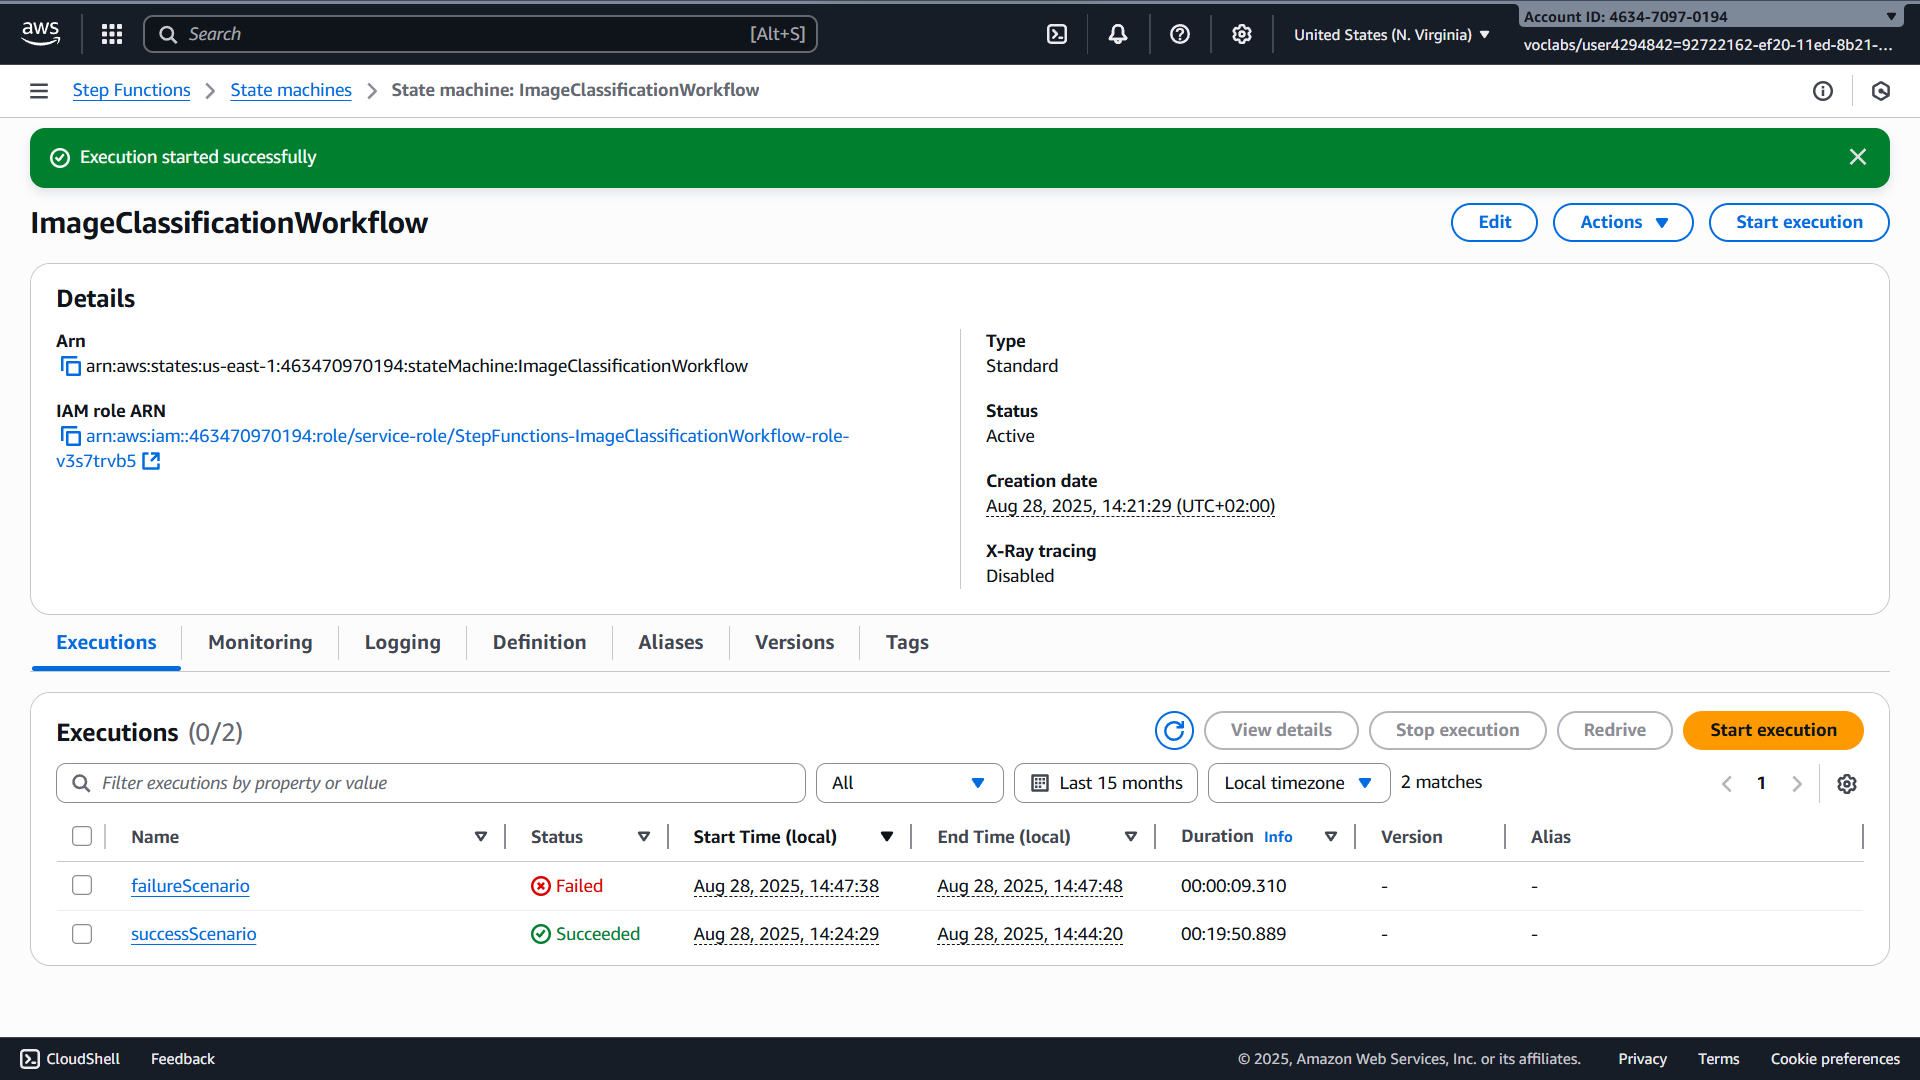 aws
Search [Alt+S]
United States (N. Virginia)
Account ID: 4634-7097-0194
voclabs/user4294842=92722162-ef20-11ed-8b21-...
Step Functions State machines State machine: ImageClassificationWorkflow
Execution started successfully
ImageClassificationWorkflow
Edit Actions Start execution
Details
Arn
arn:aws:states:us-east-1:463470970194:stateMachine:ImageClassificationWorkflow
IAM role ARN
arn:aws:iam::463470970194:role/service-role/StepFunctions-ImageClassificationWorkflow-role-
v3s7trvb5
Type
Standard
Status
Active
Creation date
Aug 28, 2025, 14:21:29 (UTC+02:00)
X-Ray tracing
Disabled
Executions Monitoring Logging Definition Aliases Versions Tags
Executions (0/2)
View details Stop execution Redrive Start execution
Filter executions by property or value All Last 15 months Local timezone 2 matches 1
Name Status Start Time (local) End Time (local) Duration Info Version Alias
failureScenario Failed Aug 28, 2025, 14:47:38 Aug 28, 2025, 14:47:48 00:00:09.310 - -
successScenario Succeeded Aug 28, 2025, 14:24:29 Aug 28, 2025, 14:44:20 00:19:50.889 - -
CloudShell Feedback © 2025, Amazon Web Services, Inc. or its affiliates. Privacy Terms Cookie preferences